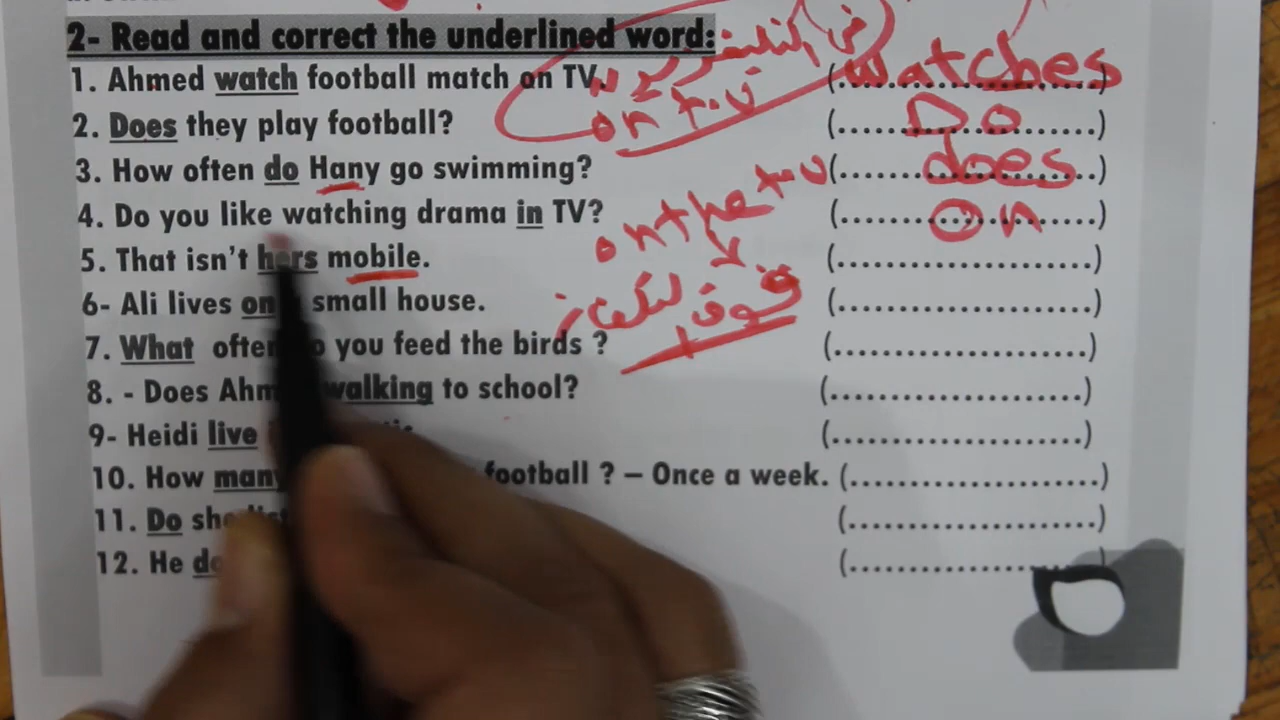 2- Read and correct the underlined word:
1. Ahmed watch football match on TV. (watches)
في التليفزيون
on t.v
2. Does they play football? (Do)
3. How often do Hany go swimming? (does)
4. Do you like watching drama in TV? (on)
on the t.v
فوق
5. That isn't hers mobile. (..........................)
6- Ali lives on small house. (..........................)
7. What often you feed the birds ? (..........................)
8. - Does walking to school? (..........................)
9- Heidi live (..........................)
10. How many football ? – Once a week. (..........................)
11. Do she (..........................)
12. He (..........................)